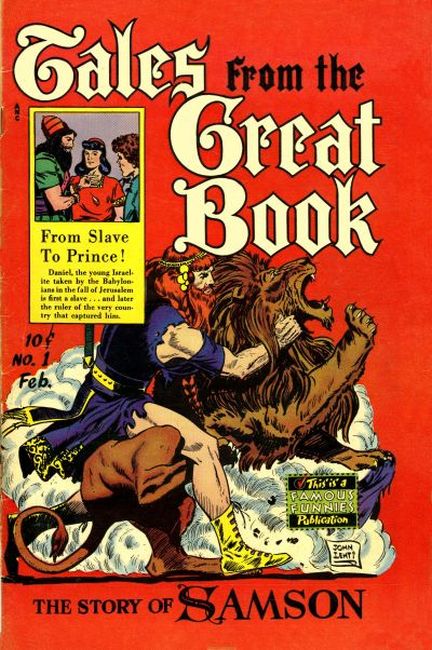 Tales From the
Great
Book
ANC
From Slave
To Prince!
Daniel, the young Israel-
ite taken by the Babylon-
ians in the fall of Jerusalem
is first a slave . . . and later
the ruler of the very coun-
try that captured him.
10¢
No. 1
Feb.
This is a
FAMOUS
FUNNIES
Publication
JOHN
LEHTI
THE STORY OF SAMSON